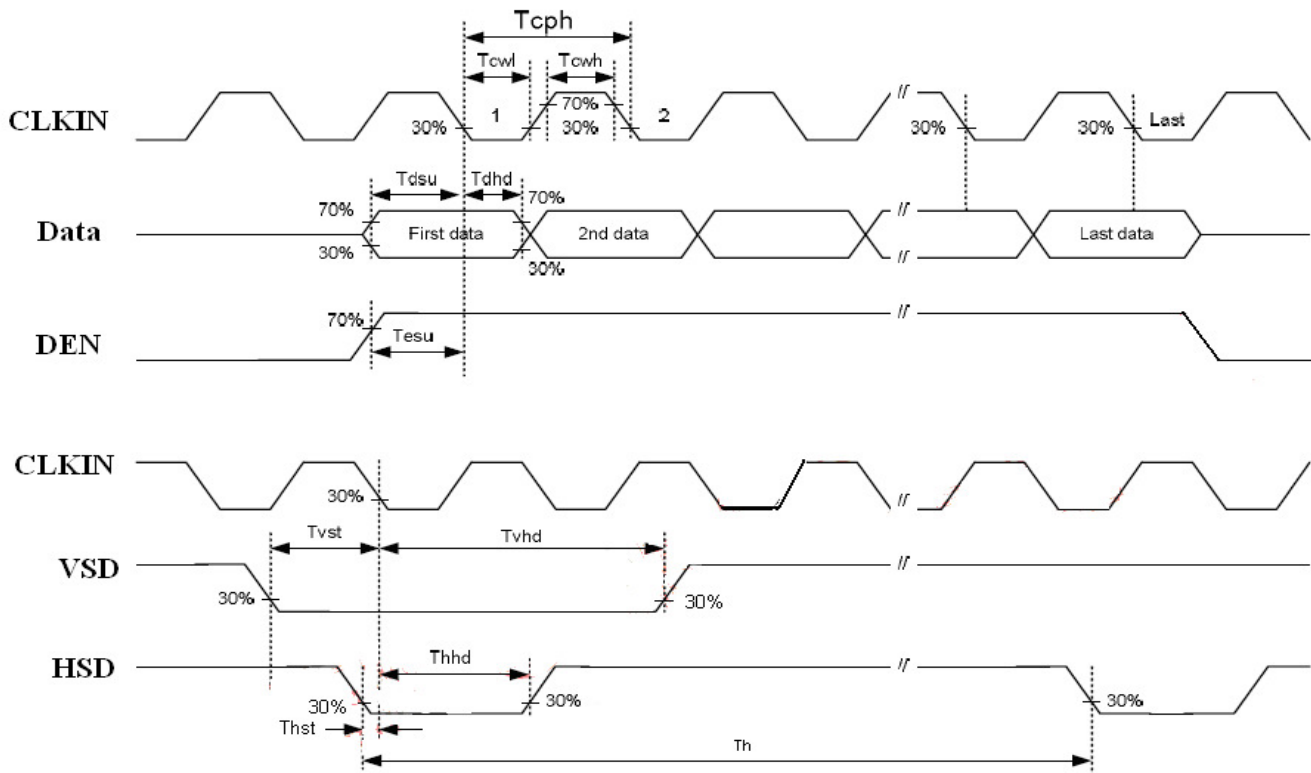 Tcph
Tcwl Tcwh
CLKIN 30% 1 70% 30% 2 30% 30% Last
Tdsu Tdhd
70% 70%
Data First data 2nd data Last data
30% 30%
70%
DEN Tesu
CLKIN 30%
Tvst Tvhd
VSD
30% 30%
HSD Thhd
30% 30% 30%
Thst
Th